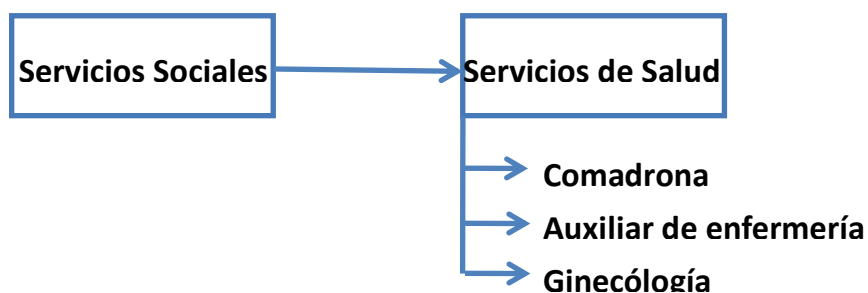 Servicios Sociales
Servicios de Salud
Comadrona
Auxiliar de enfermería
Ginecólogía